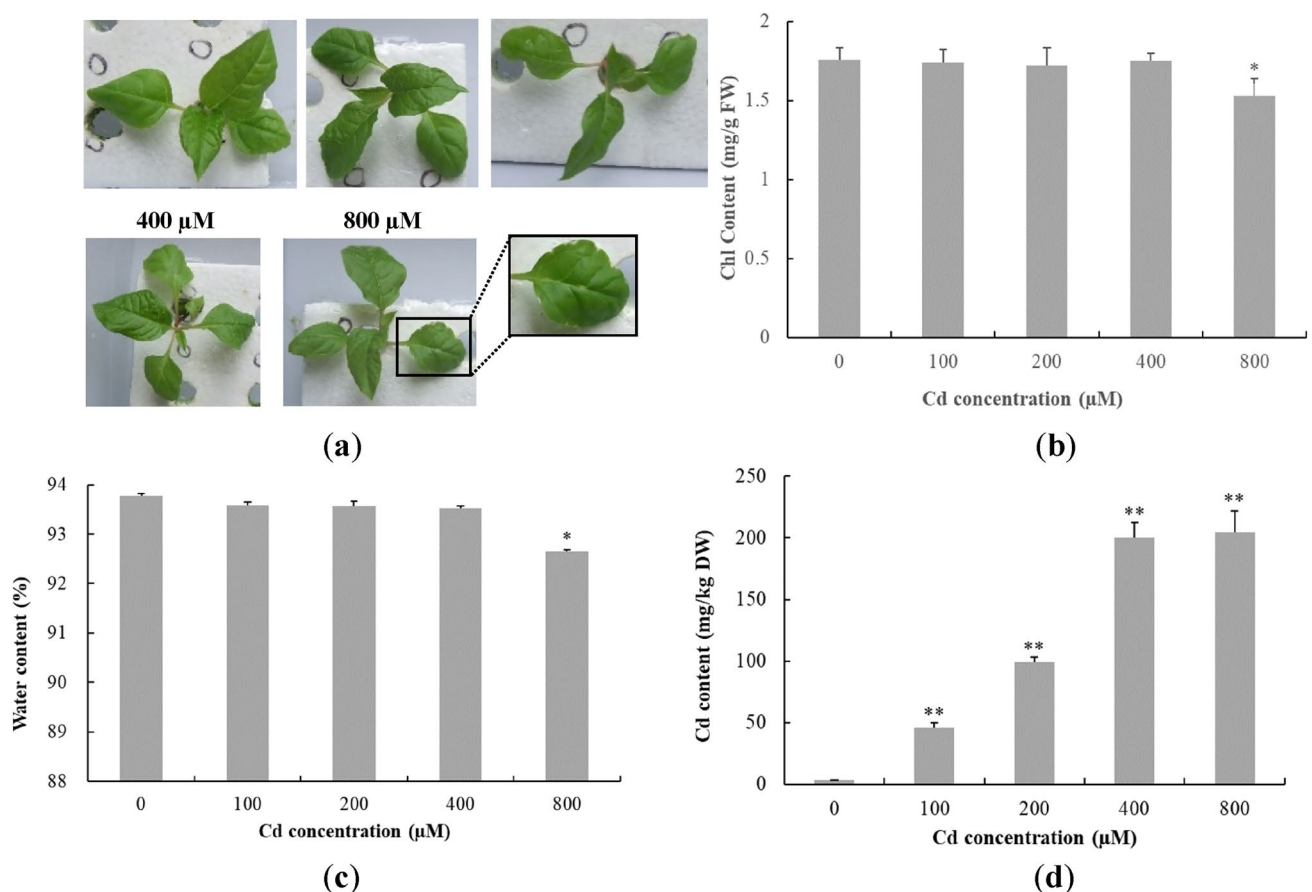 400 µM 800 µM
(a)
2
1.5
1
0.5
0
Chl Content (mg/g FW)
*
0 100 200 400 800
Cd concentration (µM)
(b)
94
93
92
91
90
89
88
Water content (%)
*
0 100 200 400 800
Cd concentration (µM)
(c)
250
200
150
100
50
0
Cd content (mg/kg DW)
** ** ** **
0 100 200 400 800
Cd concentration (µM)
(d)